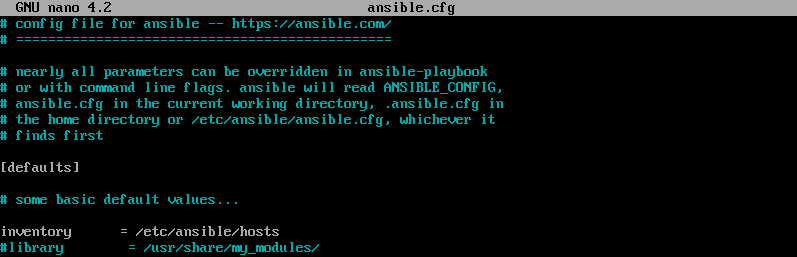 GNU nano 4.2 ansible.cfg
# config file for ansible -- https://ansible.com/
# ===============================================
# nearly all parameters can be overridden in ansible-playbook
# or with command line flags. ansible will read ANSIBLE_CONFIG,
# ansible.cfg in the current working directory, .ansible.cfg in
# the home directory or /etc/ansible/ansible.cfg, whichever it
# finds first
[defaults]
# some basic default values...
inventory      = /etc/ansible/hosts
#library        = /usr/share/my_modules/